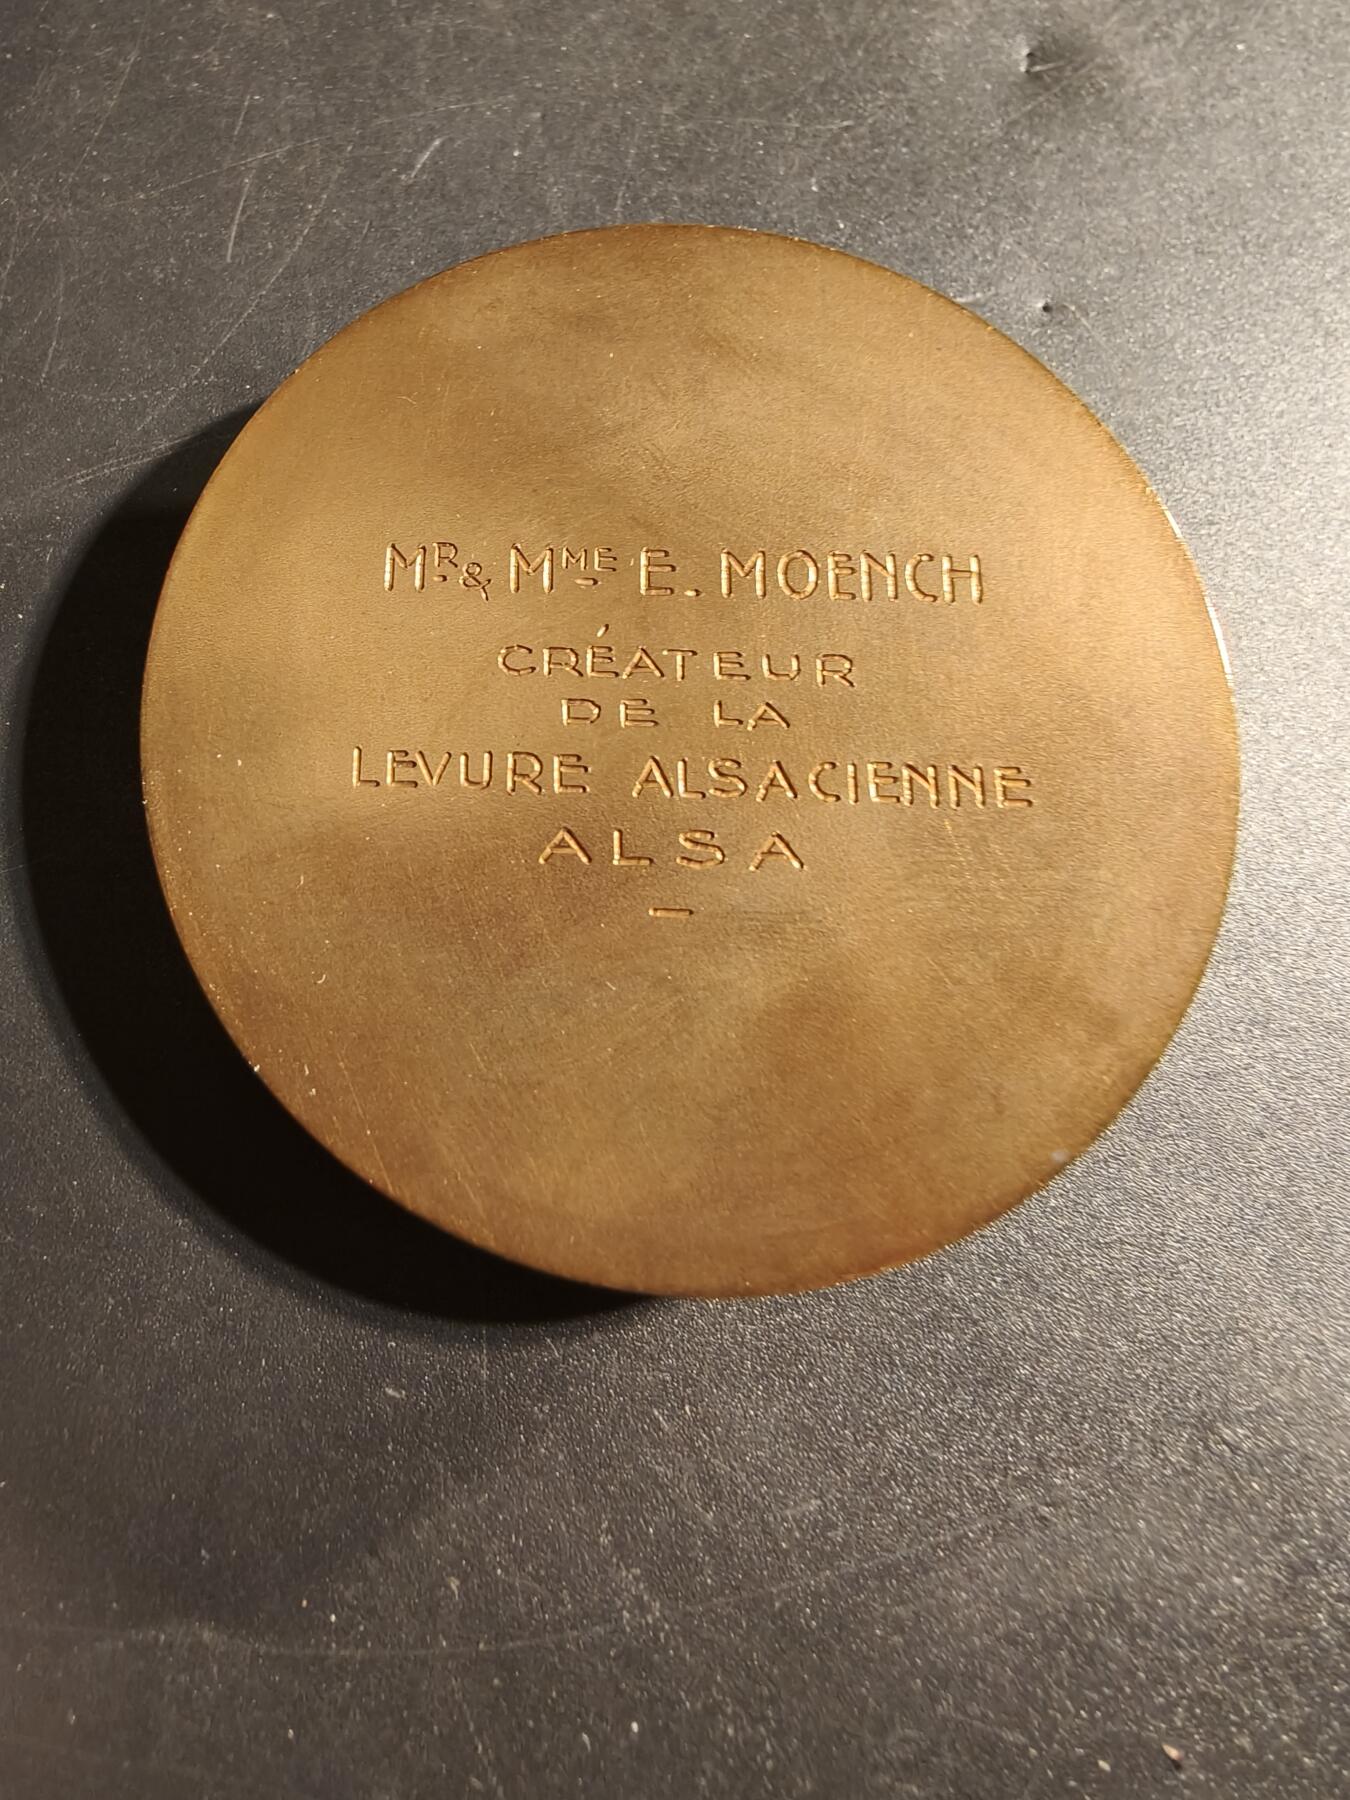 MR & MME E. MOENCH
CRÉATEUR
DE LA
LEVURE ALSACIENNE
ALSA